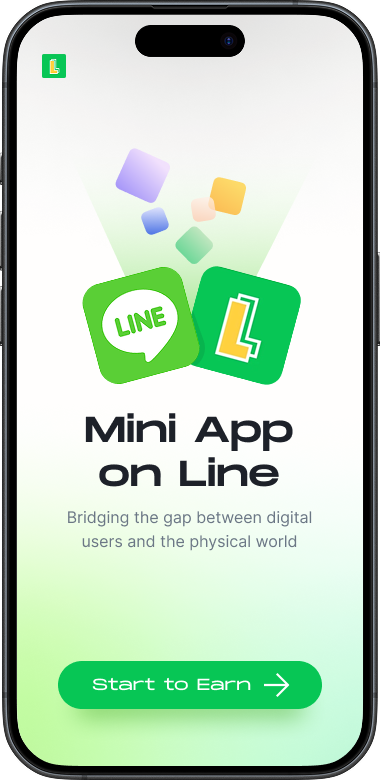 L
LINE
L
Mini App
on Line
Bridging the gap between digital
users and the physical world
Start to Earn